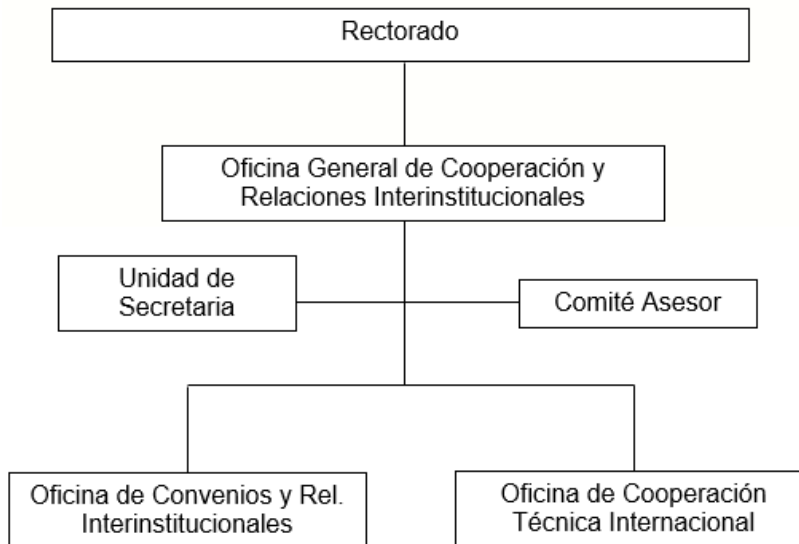 Rectorado
Oficina General de Cooperación y
Relaciones Interinstitucionales
Unidad de
Secretaria
Comité Asesor
Oficina de Convenios y Rel.
Interinstitucionales
Oficina de Cooperación
Técnica Internacional